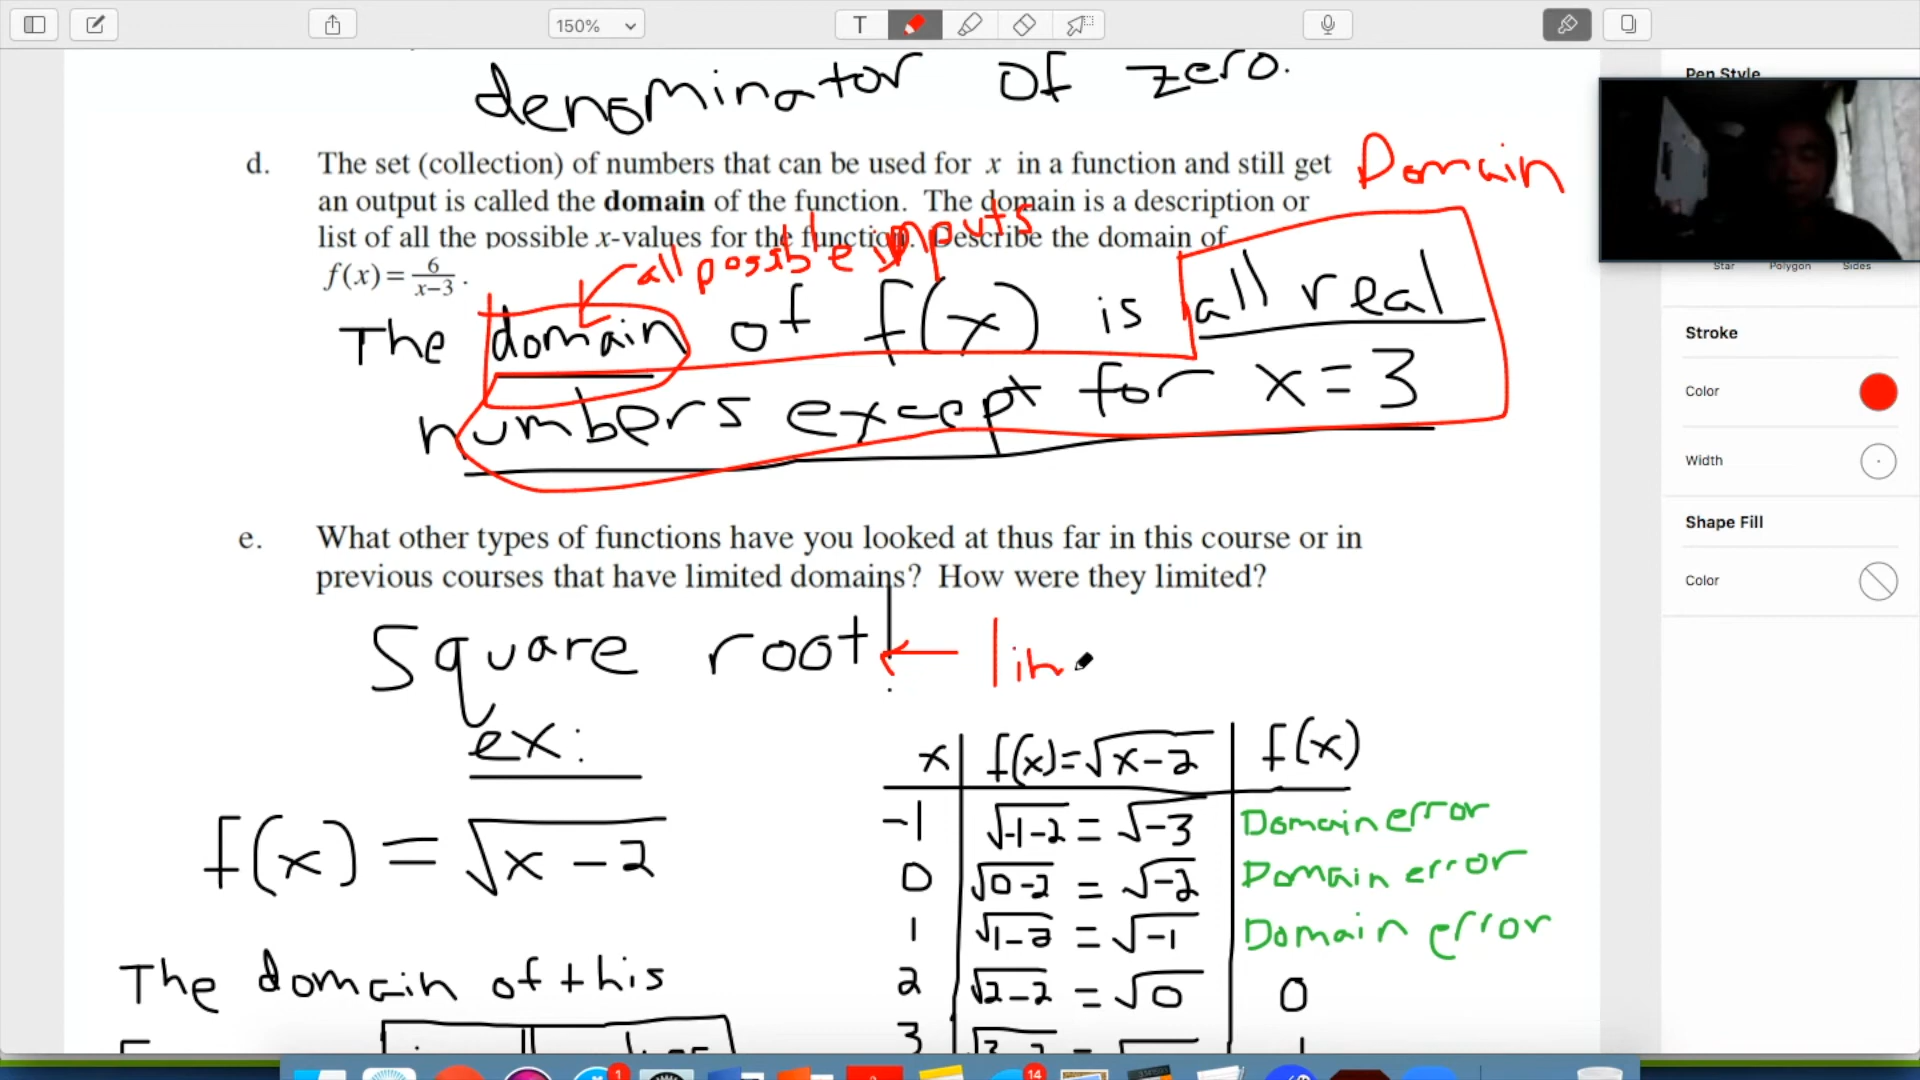 150%
T
denominator of zero.
Pen Style
d. The set (collection) of numbers that can be used for x in a function and still get
Domain
an output is called the domain of the function. The domain is a description or
list of all the possible x-values for the function. Describe the domain of
all possible inputs
f(x) = 6/(x−3).
Star Polygon Sides
The domain of f(x) is all real
numbers except for x = 3
Stroke
Color
Width
Shape Fill
Color
e. What other types of functions have you looked at thus far in this course or in
previous courses that have limited domains? How were they limited?
Square root! ← lim
ex:
f(x) = √x − 2
x f(x)=√x−2 f(x)
-1 √-1-2 = √-3 Domain error
0 √0-2 = √-2 Domain error
1 √1-2 = √-1 Domain error
2 √2-2 = √0 0
3
The domain of this
1
14